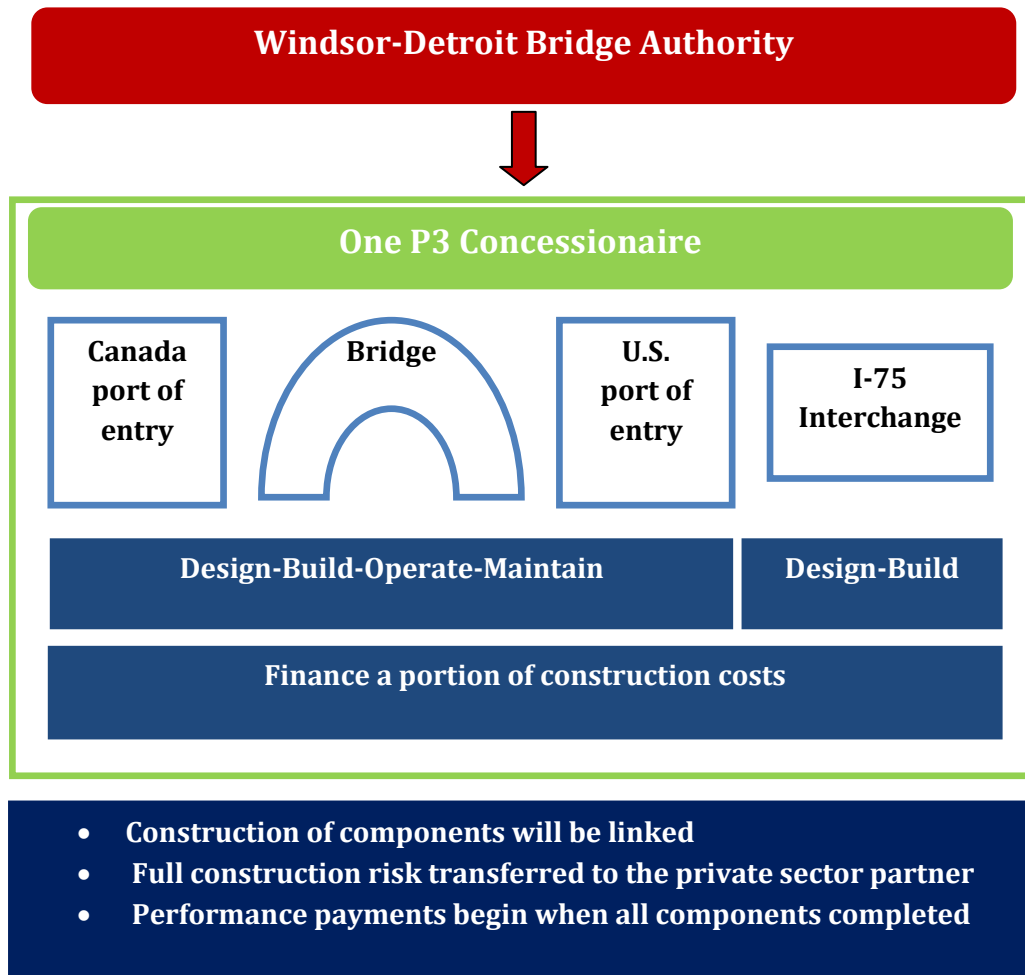 Windsor-Detroit Bridge Authority
One P3 Concessionaire
Canada
port of
entry
Bridge
U.S.
port of
entry
I-75
Interchange
Design-Build-Operate-Maintain
Design-Build
Finance a portion of construction costs
• Construction of components will be linked
• Full construction risk transferred to the private sector partner
• Performance payments begin when all components completed